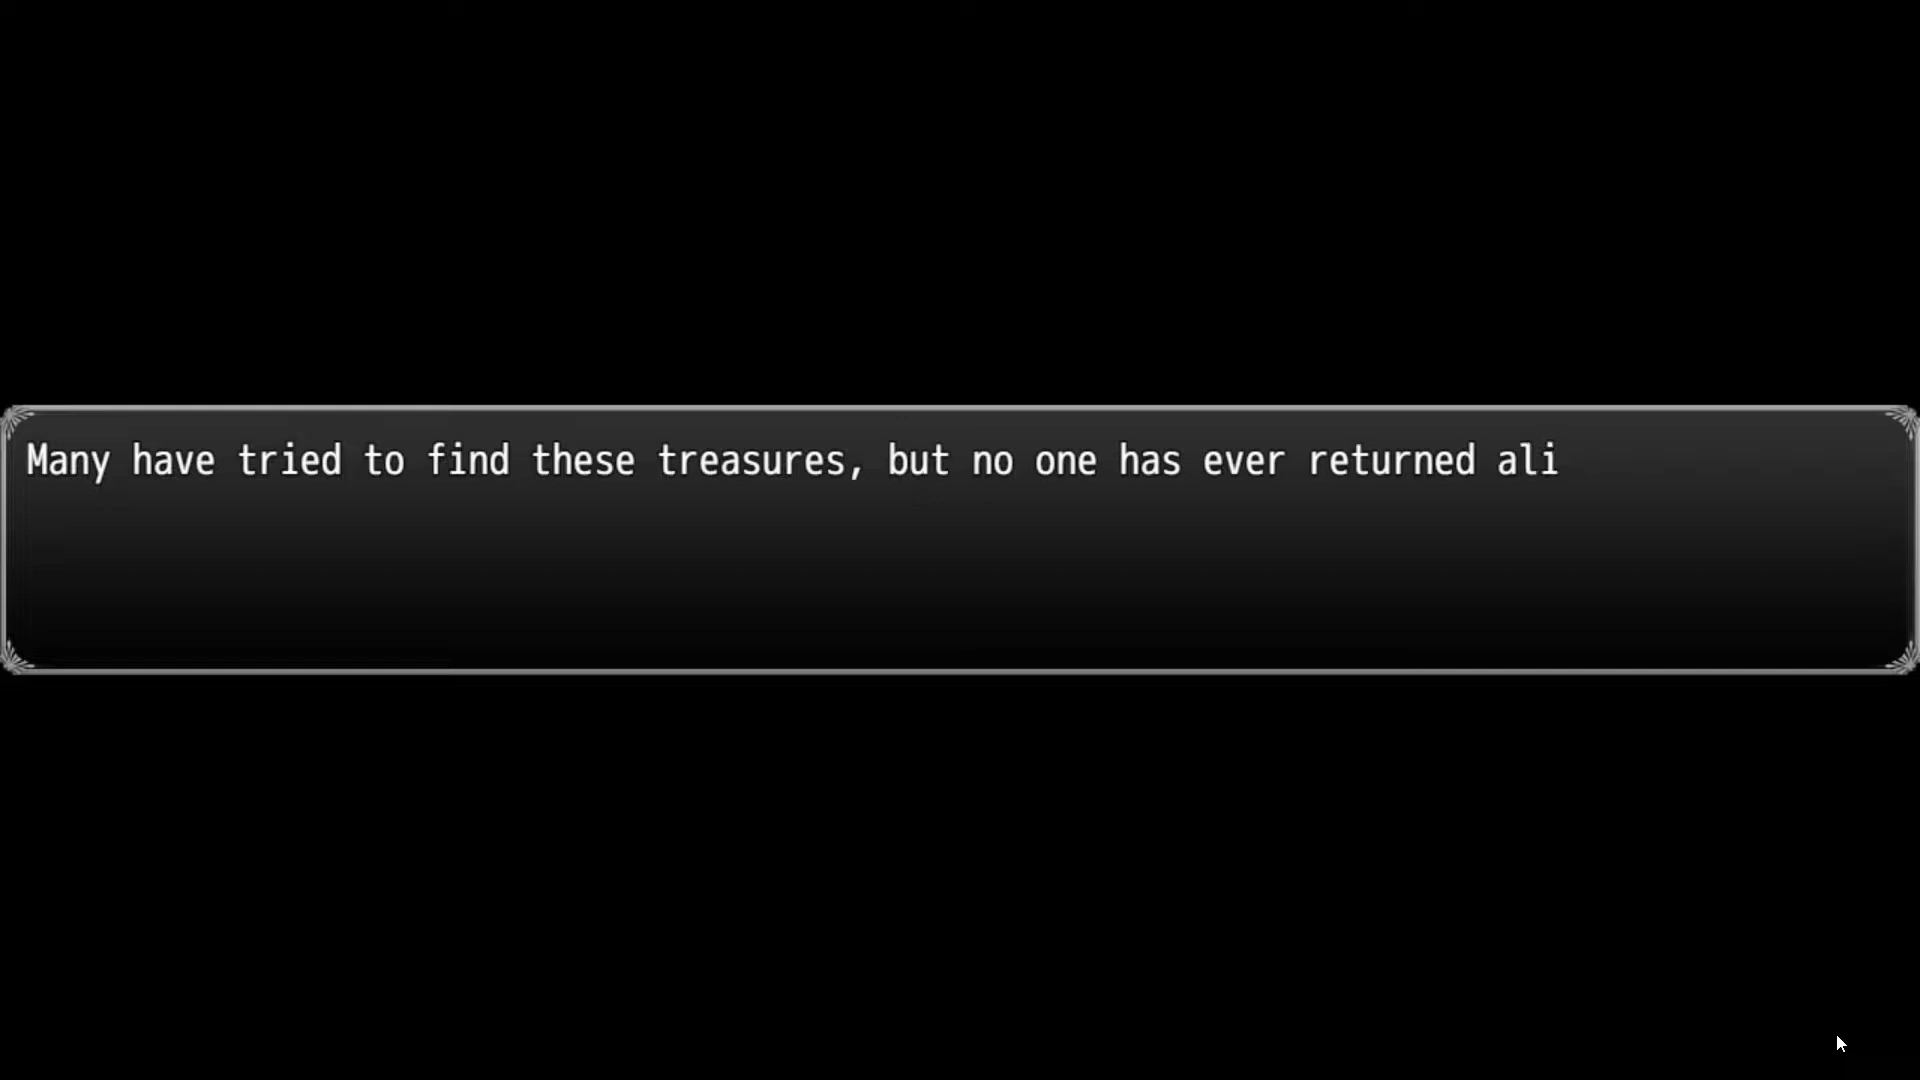 Many have tried to find these treasures, but no one has ever returned ali